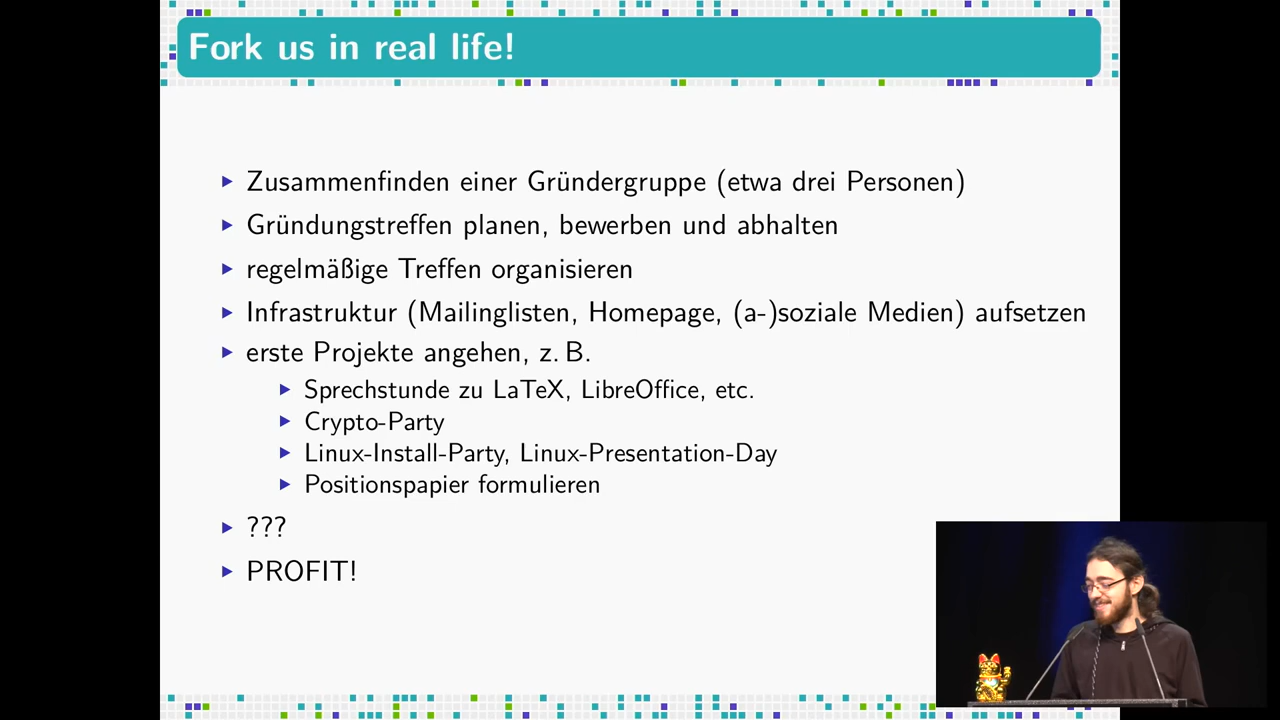 Fork us in real life!
Zusammenfinden einer Gründergruppe (etwa drei Personen)
Gründungstreffen planen, bewerben und abhalten
regelmäßige Treffen organisieren
Infrastruktur (Mailinglisten, Homepage, (a-)soziale Medien) aufsetzen
erste Projekte angehen, z. B.
Sprechstunde zu LaTeX, LibreOffice, etc.
Crypto-Party
Linux-Install-Party, Linux-Presentation-Day
Positionspapier formulieren
???
PROFIT!